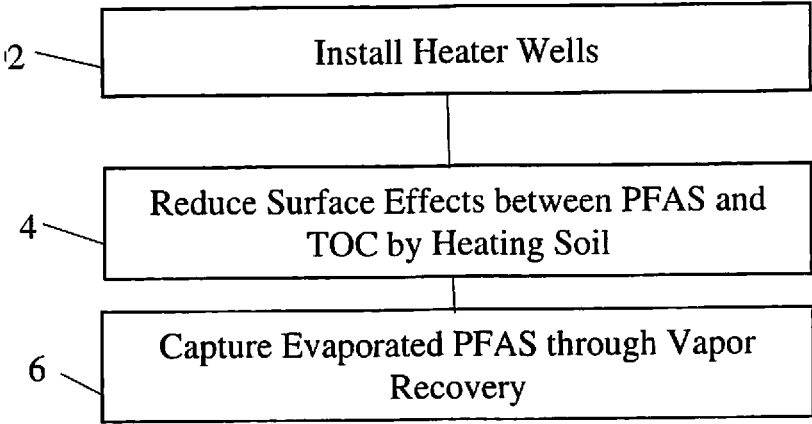 2
Install Heater Wells
4
Reduce Surface Effects between PFAS and
TOC by Heating Soil
6
Capture Evaporated PFAS through Vapor
Recovery